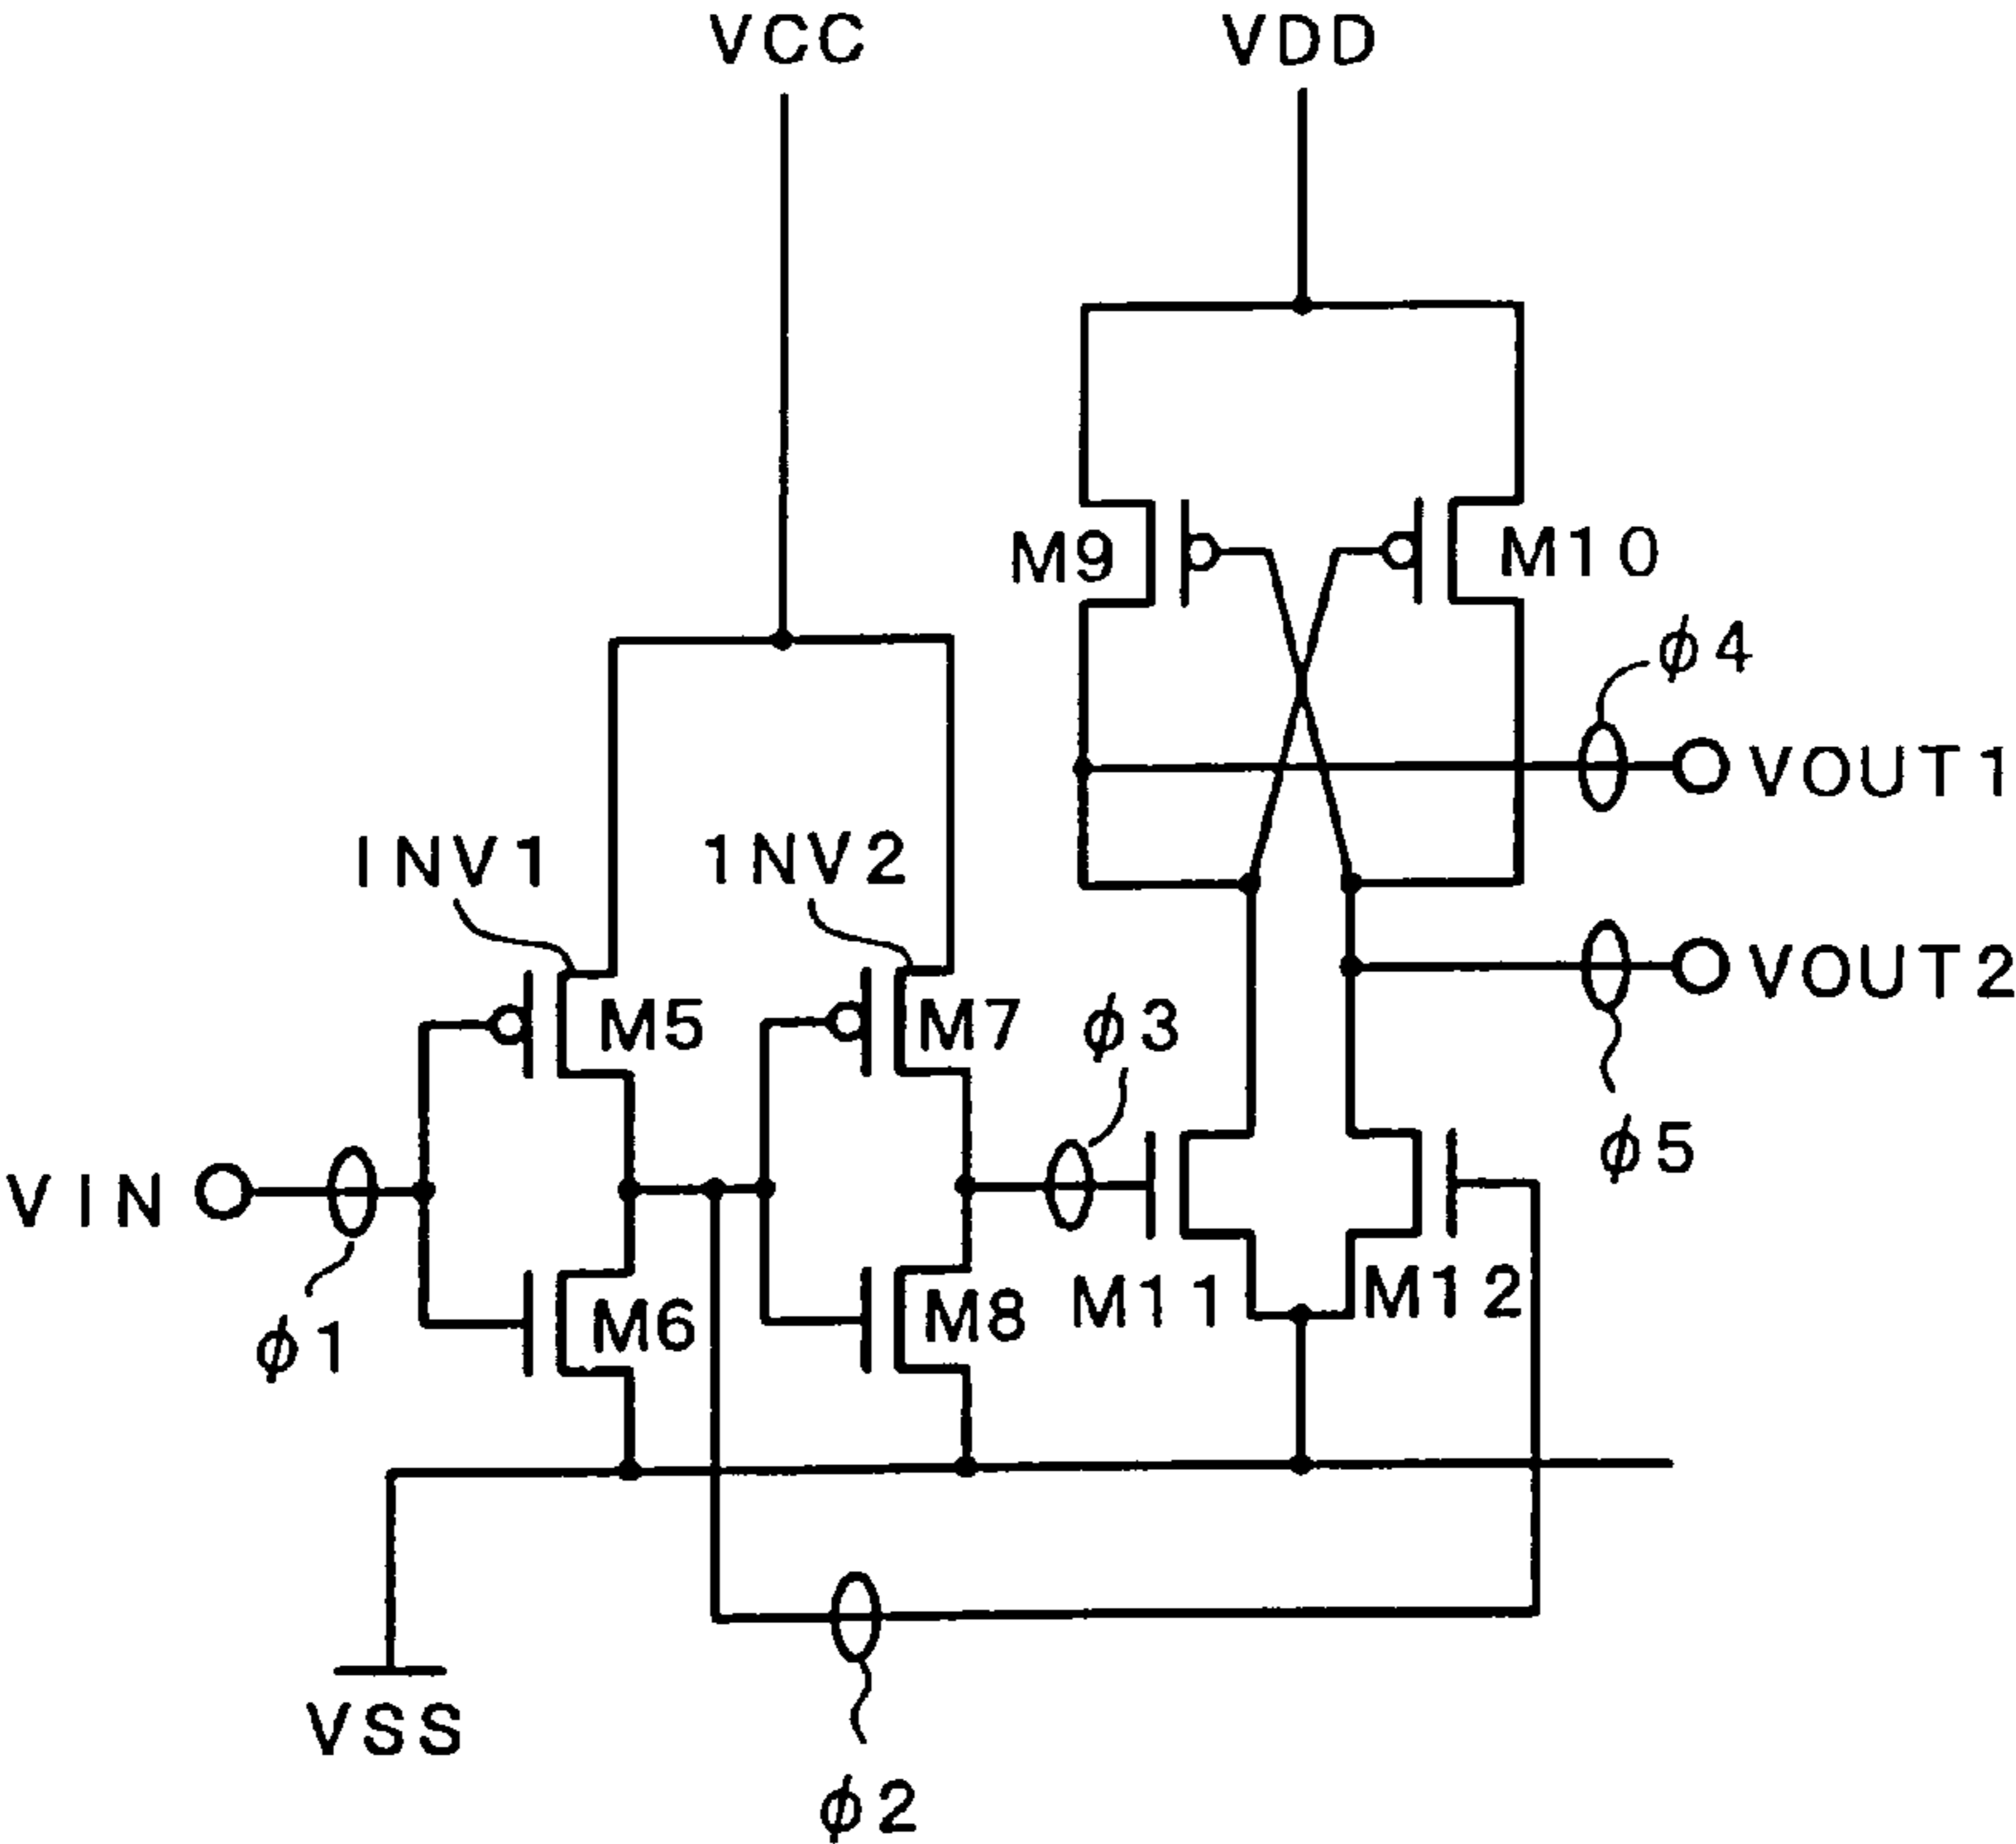 VCC
VDD
M9
M10
φ4
VOUT1
INV1
1NV2
VOUT2
M5
M7
φ3
φ5
VIN
M6
M8
M11
M12
φ1
VSS
φ2